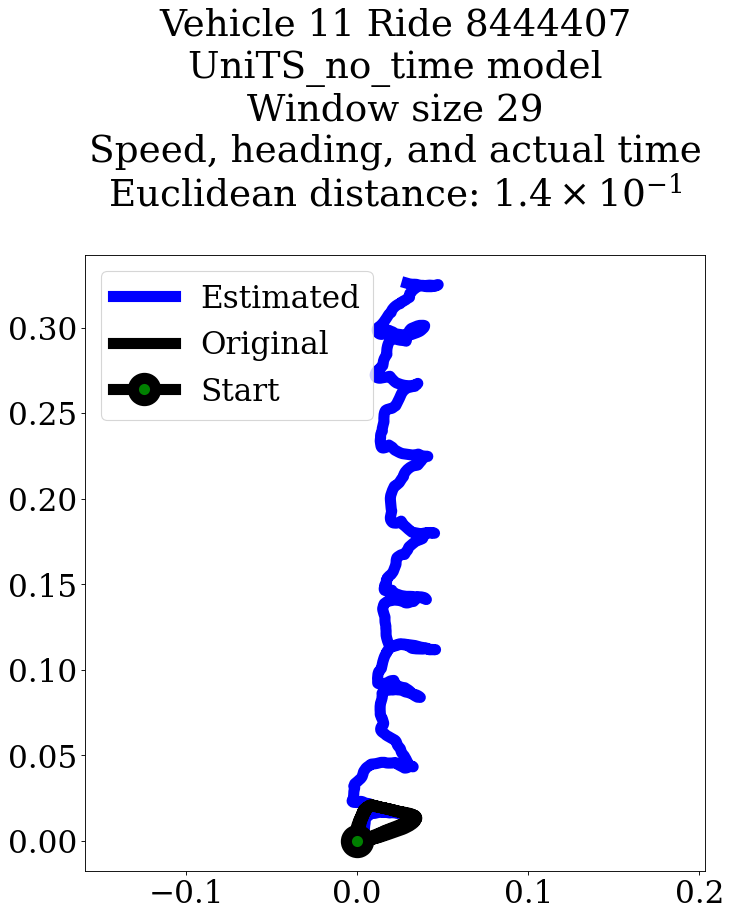 Vehicle 11 Ride 8444407
UniTS_no_time model
Window size 29
Speed, heading, and actual time
Euclidean distance: 1.4 × 10⁻¹
Estimated
Original
Start
0.30
0.25
0.20
0.15
0.10
0.05
0.00
−0.1
0.0
0.1
0.2